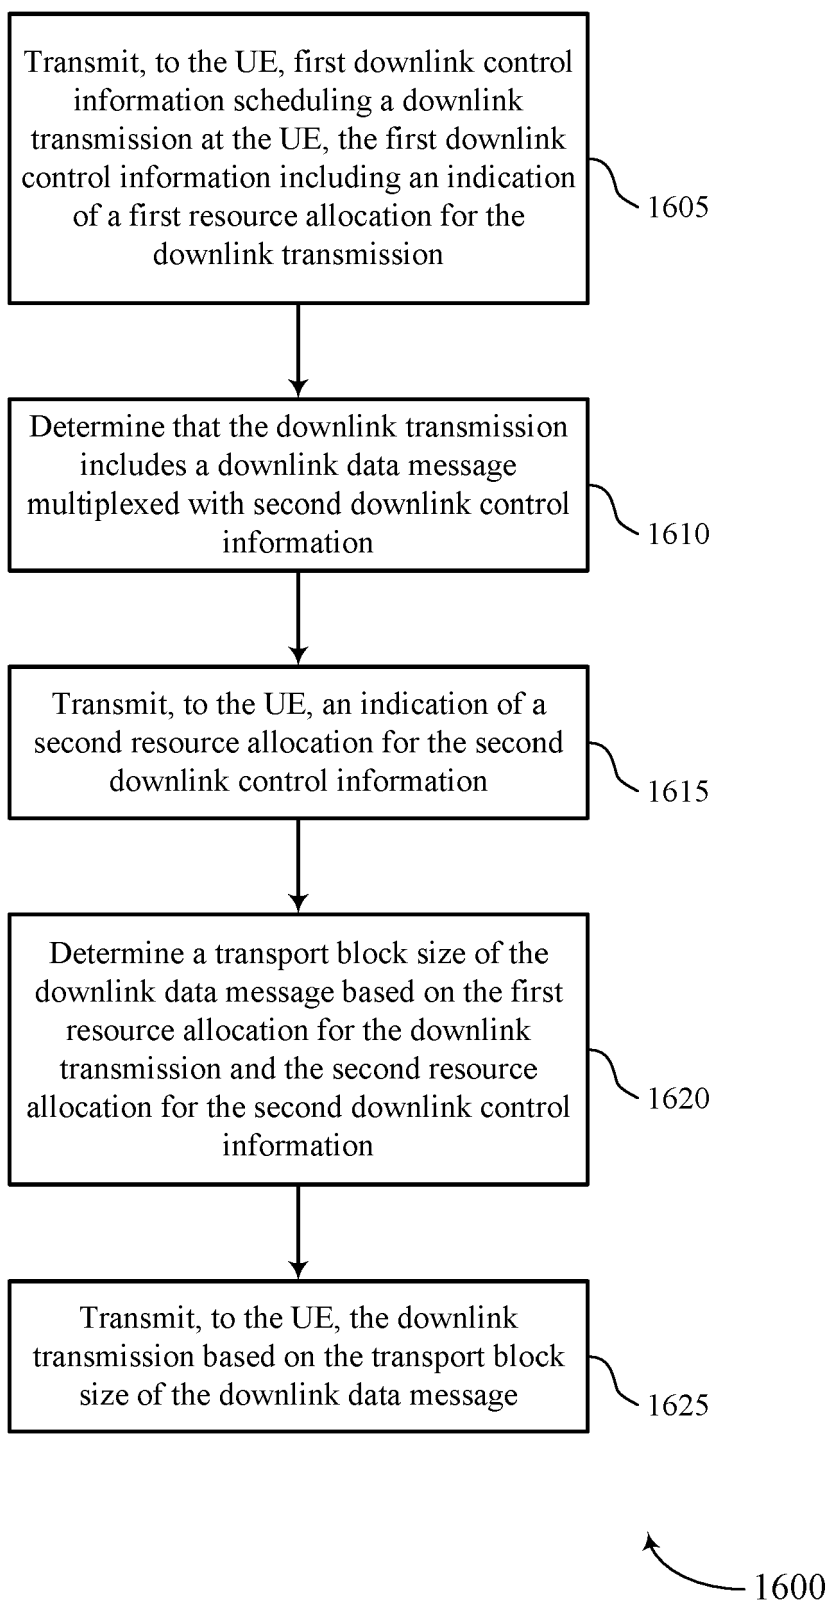 Transmit, to the UE, first downlink control
information scheduling a downlink
transmission at the UE, the first downlink
control information including an indication
of a first resource allocation for the
downlink transmission
1605
Determine that the downlink transmission
includes a downlink data message
multiplexed with second downlink control
information
1610
Transmit, to the UE, an indication of a
second resource allocation for the second
downlink control information
1615
Determine a transport block size of the
downlink data message based on the first
resource allocation for the downlink
transmission and the second resource
allocation for the second downlink control
information
1620
Transmit, to the UE, the downlink
transmission based on the transport block
size of the downlink data message
1625
1600